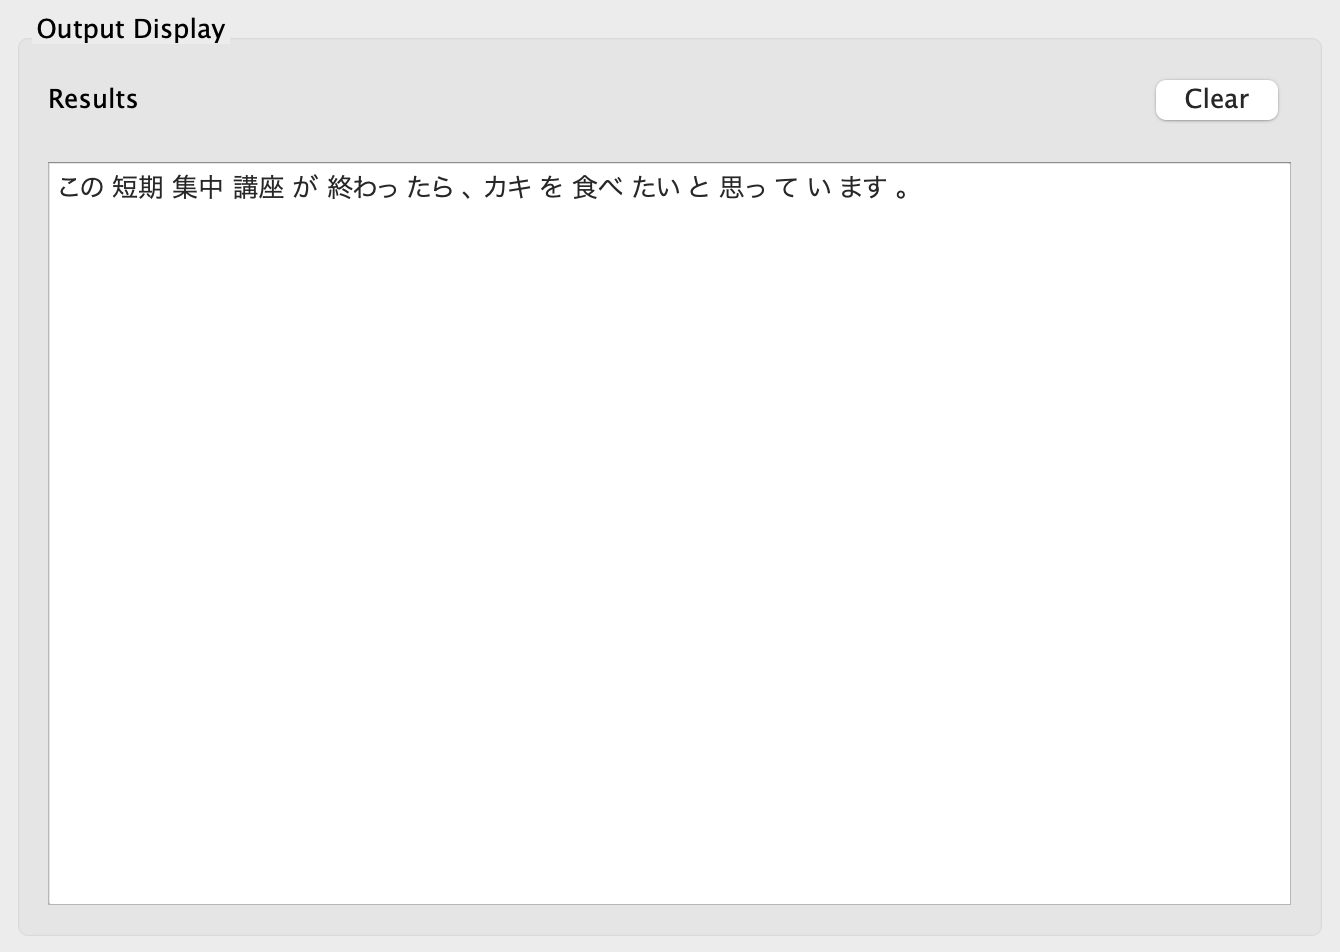 Output Display
Results
Clear
この 短期 集中 講座 が 終わっ たら 、 カキ を 食べ たい と 思っ て い ます 。